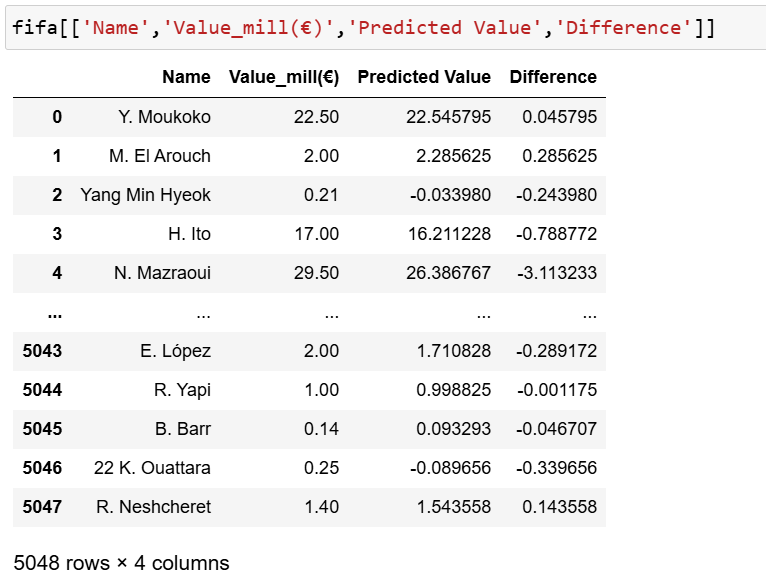 fifa[['Name','Value_mill(€)','Predicted Value','Difference']]
Name Value_mill(€) Predicted Value Difference
0 Y. Moukoko 22.50 22.545795 0.045795
1 M. El Arouch 2.00 2.285625 0.285625
2 Yang Min Hyeok 0.21 -0.033980 -0.243980
3 H. Ito 17.00 16.211228 -0.788772
4 N. Mazraoui 29.50 26.386767 -3.113233
... ... ... ... ...
5043 E. López 2.00 1.710828 -0.289172
5044 R. Yapi 1.00 0.998825 -0.001175
5045 B. Barr 0.14 0.093293 -0.046707
5046 22 K. Ouattara 0.25 -0.089656 -0.339656
5047 R. Neshcheret 1.40 1.543558 0.143558
5048 rows × 4 columns